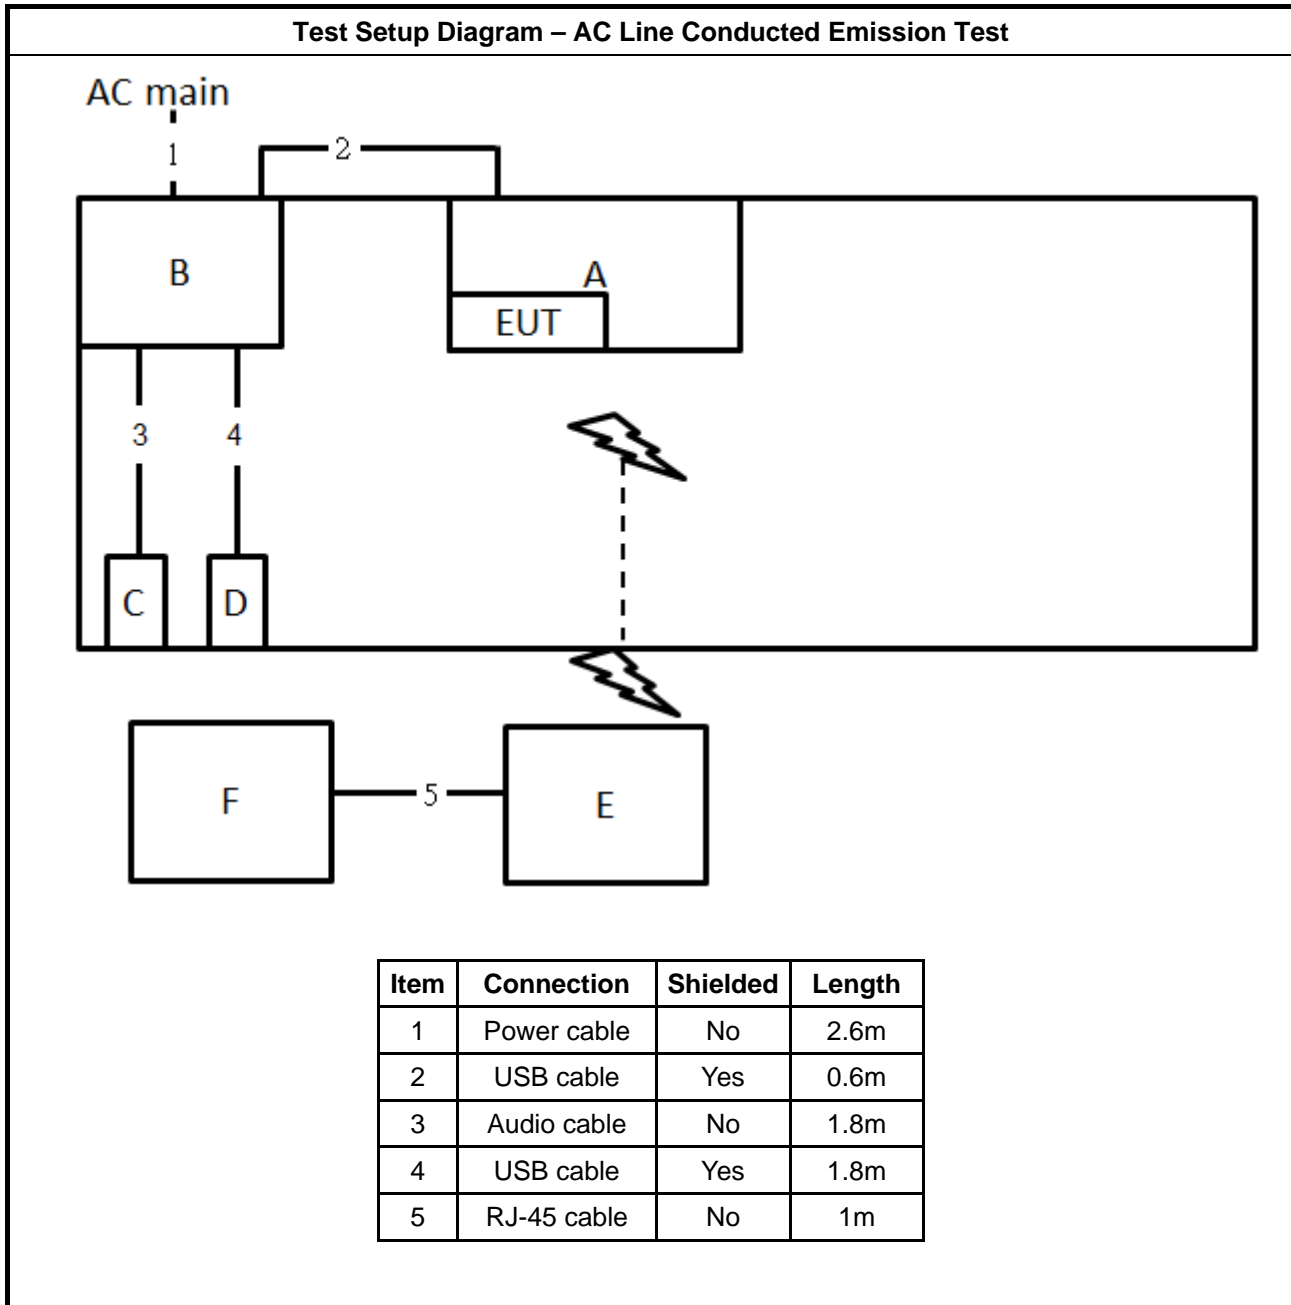 Test Setup Diagram – AC Line Conducted Emission Test
AC main
1
2
B
A
EUT
3
4
C
D
F
5
E
Item Connection Shielded Length
1 Power cable No 2.6m
2 USB cable Yes 0.6m
3 Audio cable No 1.8m
4 USB cable Yes 1.8m
5 RJ-45 cable No 1m